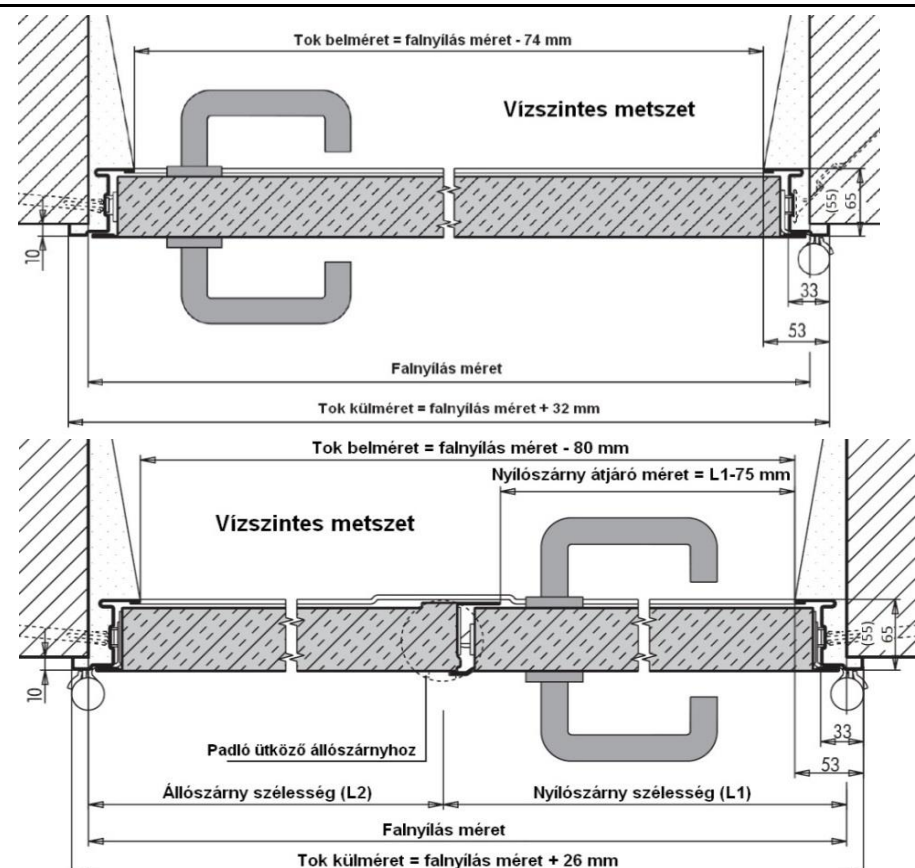 Tok belméret = falnyílás méret - 74 mm
Vízszintes metszet
(55)
65
10
33
53
Falnyílás méret
Tok külméret = falnyílás méret + 32 mm
Tok belméret = falnyílás méret - 80 mm
Nyílószárny átjáró méret = L1-75 mm
Vízszintes metszet
(55)
65
10
33
Padló ütköző állószárnyhoz
53
Állószárny szélesség (L2)
Nyílószárny szélesség (L1)
Falnyílás méret
Tok külméret = falnyílás méret + 26 mm